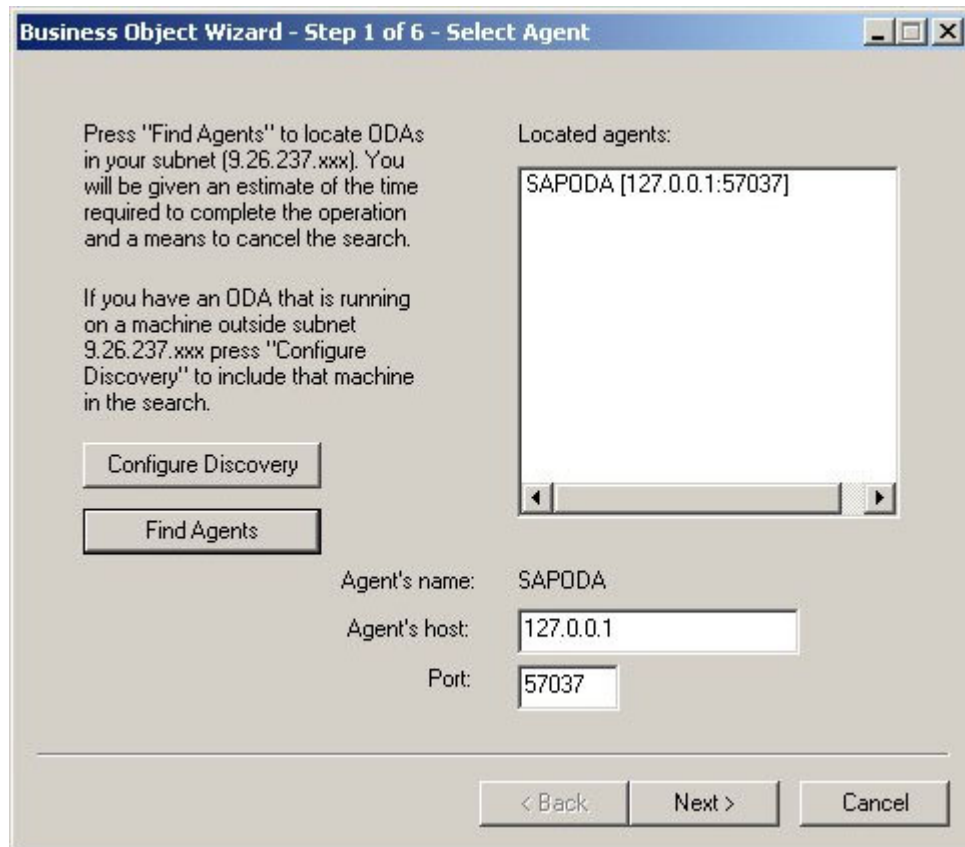 Business Object Wizard - Step 1 of 6 - Select Agent
Press "Find Agents" to locate ODAs
in your subnet (9.26.237.xxx). You
will be given an estimate of the time
required to complete the operation
and a means to cancel the search.
If you have an ODA that is running
on a machine outside subnet
9.26.237.xxx press "Configure
Discovery" to include that machine
in the search.
Configure Discovery
Find Agents
Located agents:
SAPODA [127.0.0.1:57037]
Agent's name: SAPODA
Agent's host: 127.0.0.1
Port: 57037
< Back Next > Cancel